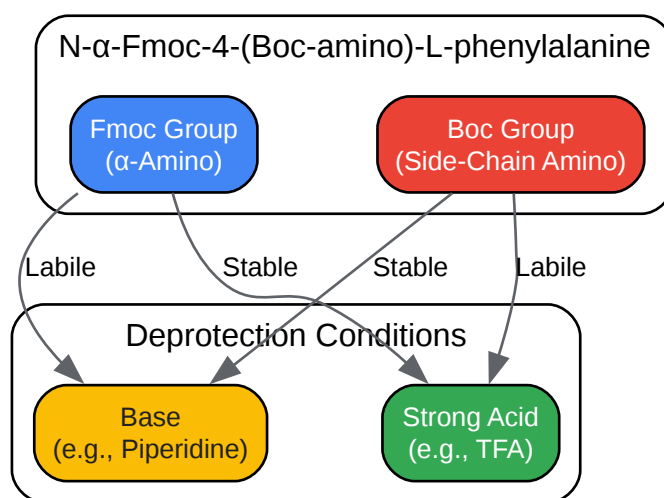 N-α-Fmoc-4-(Boc-amino)-L-phenylalanine
Fmoc Group
(α-Amino)
Boc Group
(Side-Chain Amino)
Labile
Stable
Stable
Labile
Deprotection Conditions
Base
(e.g., Piperidine)
Strong Acid
(e.g., TFA)